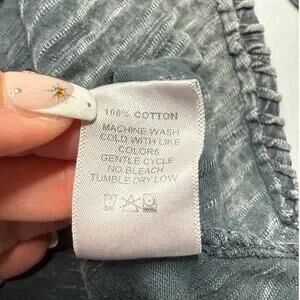 100% COTTON
MACHINE WASH
COLD WITH LIKE
COLORS
GENTLE CYCLE
NO BLEACH
TUMBLE DRY LOW